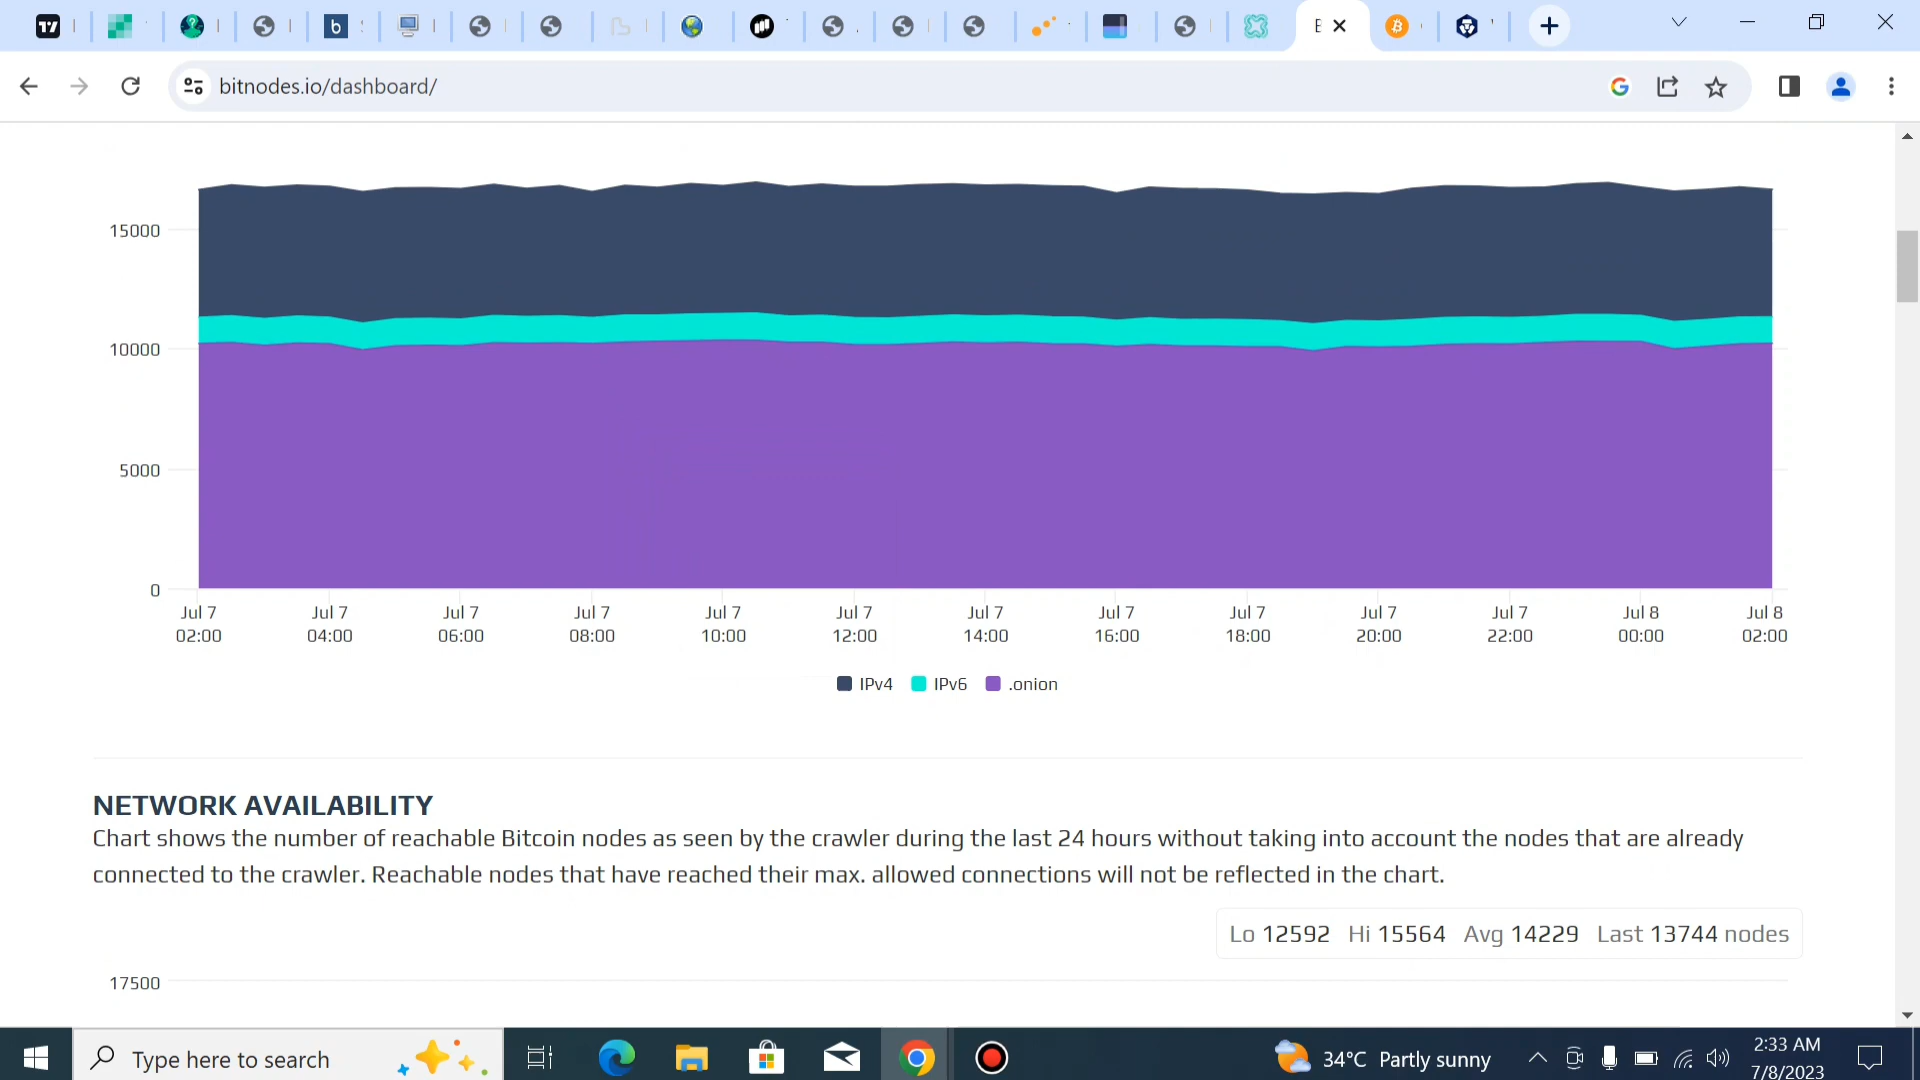 bitnodes.io/dashboard/
15000
10000
5000
0
Jul 7 Jul 7 Jul 7 Jul 7 Jul 7 Jul 7 Jul 7 Jul 7 Jul 7 Jul 7 Jul 7 Jul 8 Jul 8
02:00 04:00 06:00 08:00 10:00 12:00 14:00 16:00 18:00 20:00 22:00 00:00 02:00
IPv4 IPv6 .onion
NETWORK AVAILABILITY
Chart shows the number of reachable Bitcoin nodes as seen by the crawler during the last 24 hours without taking into account the nodes that are already
connected to the crawler. Reachable nodes that have reached their max. allowed connections will not be reflected in the chart.
Lo 12592 Hi 15564 Avg 14229 Last 13744 nodes
17500
Type here to search
34°C Partly sunny
2:33 AM
7/8/2023